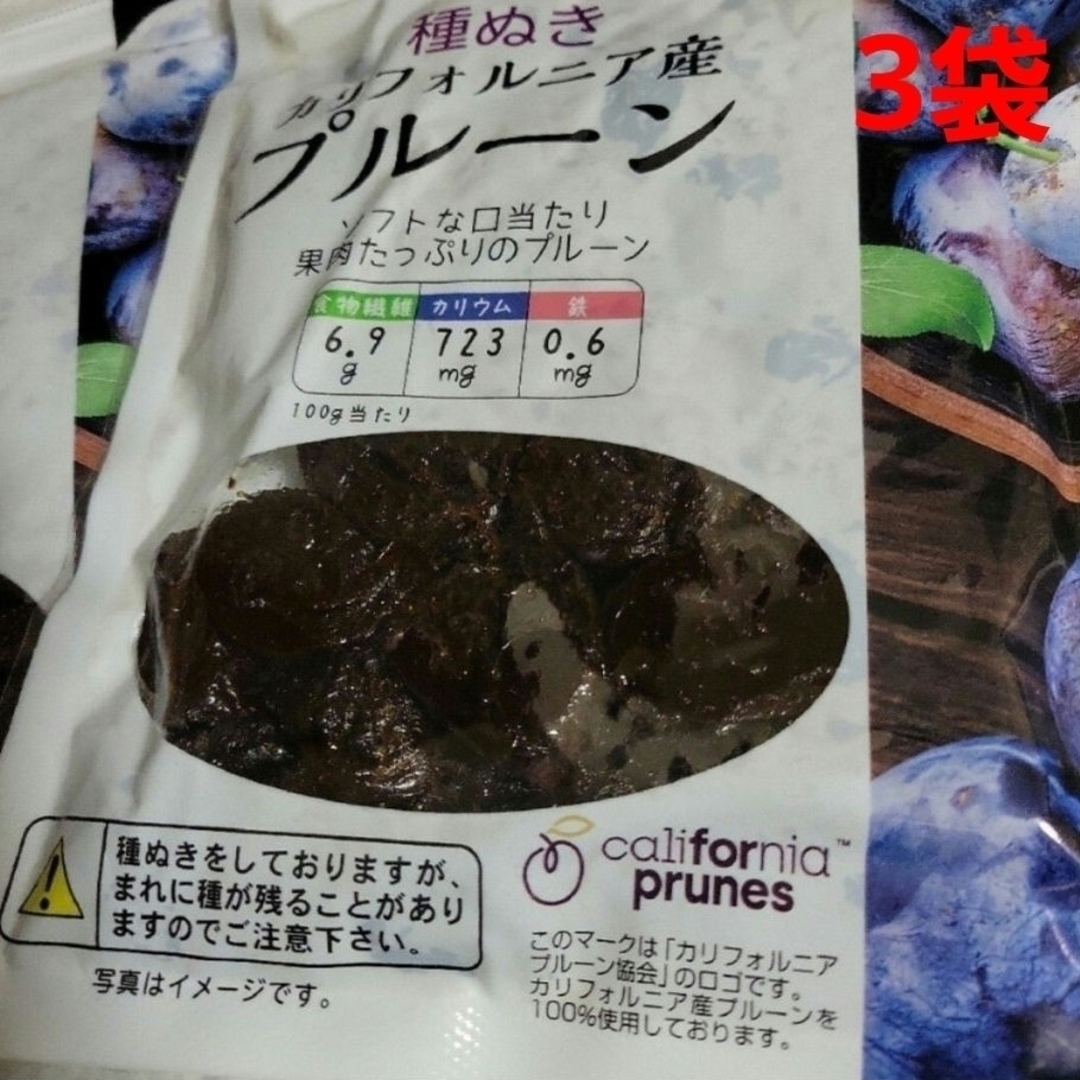 種ぬき
カリフォルニア産
プルーン
3袋
ソフトな口当たり
果肉たっぷりのプルーン
食物繊維 カリウム 鉄
6.9 723 0.6
g mg mg
100g当たり
種ぬきをしておりますが、
まれに種が残ることがあり
ますのでご注意下さい。
写真はイメージです。
california™
prunes
このマークは「カリフォルニア
プルーン協会」のロゴです。
カリフォルニア産プルーンを
100%使用しております。